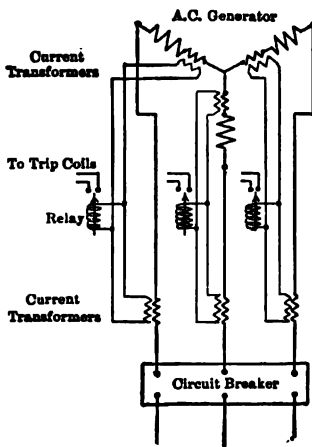 A.C. Generator
Current
Transformers
To Trip Coils
Relay
Current
Transformers
Circuit Breaker